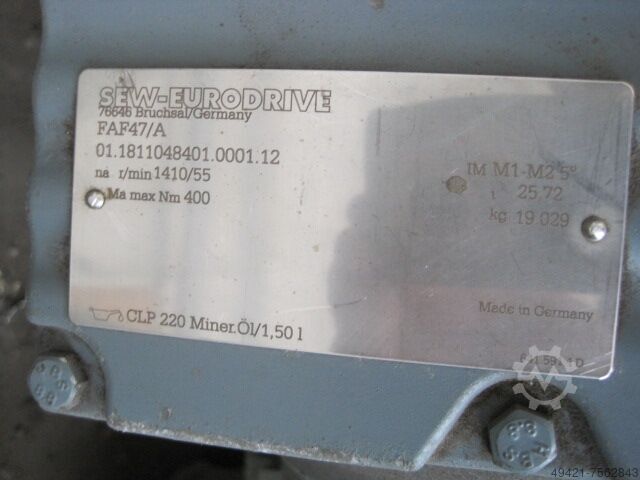 SEW-EURODRIVE
76646 Bruchsal/Germany
FAF47/A
01.1811048401.0001.12
na r/min 1410/55
Ma max Nm 400
IM M1-M2 5°
i 25.72
kg 19.029
CLP 220 Miner.Öl/1,50 l
Made in Germany
8.8
49421-7562843